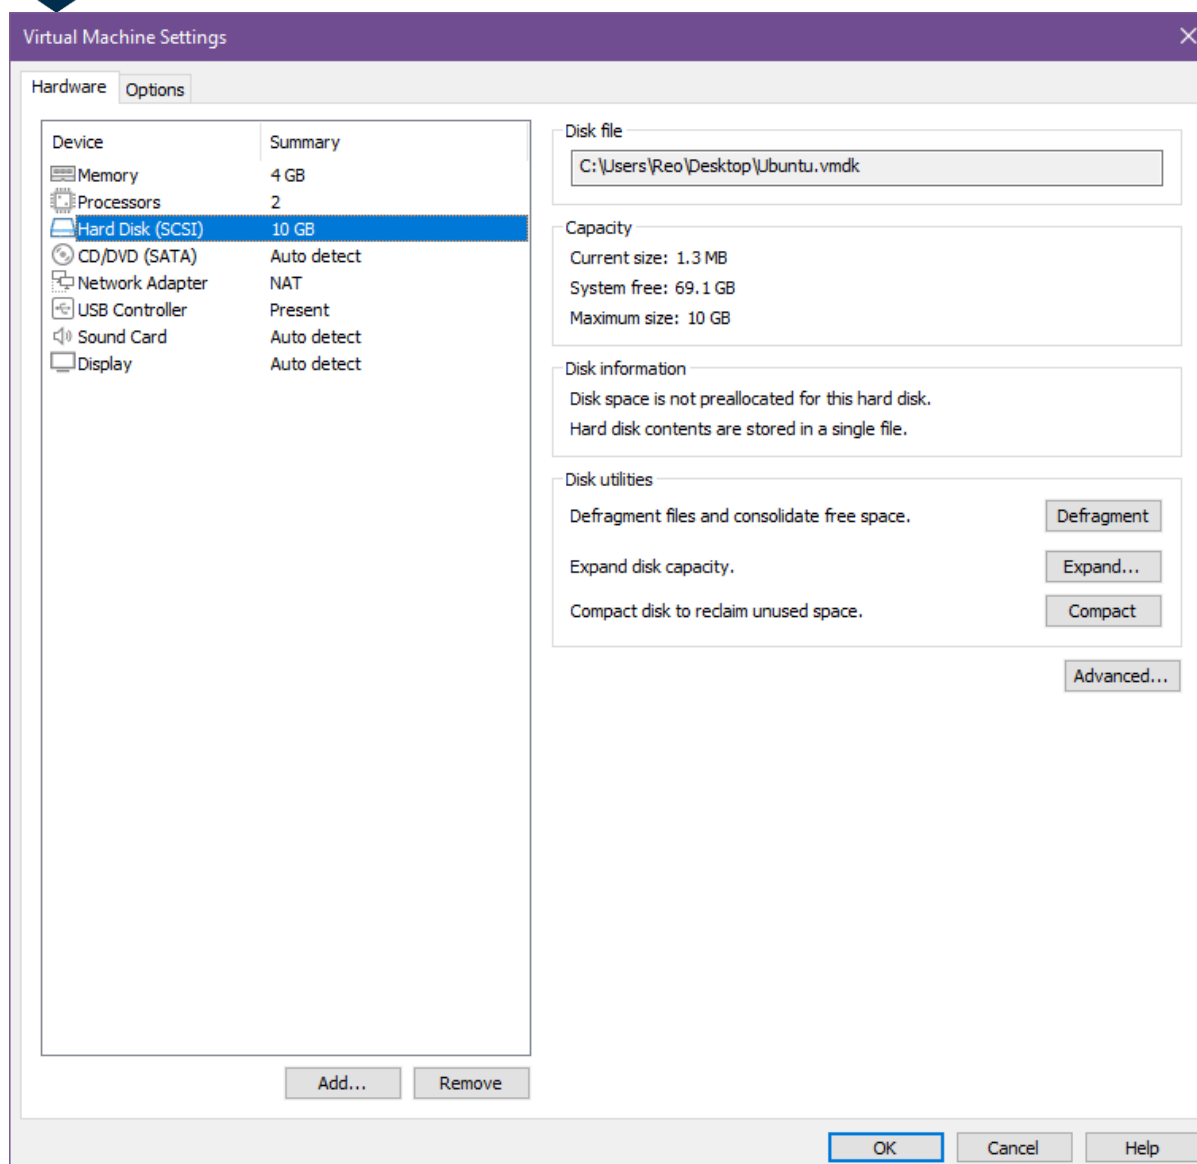 Virtual Machine Settings
Hardware Options
Device Summary
Memory 4 GB
Processors 2
Hard Disk (SCSI) 10 GB
CD/DVD (SATA) Auto detect
Network Adapter NAT
USB Controller Present
Sound Card Auto detect
Display Auto detect
Add... Remove
Disk file
C:\Users\Reo\Desktop\Ubuntu.vmdk
Capacity
Current size: 1.3 MB
System free: 69.1 GB
Maximum size: 10 GB
Disk information
Disk space is not preallocated for this hard disk.
Hard disk contents are stored in a single file.
Disk utilities
Defragment files and consolidate free space. Defragment
Expand disk capacity. Expand...
Compact disk to reclaim unused space. Compact
Advanced...
OK Cancel Help